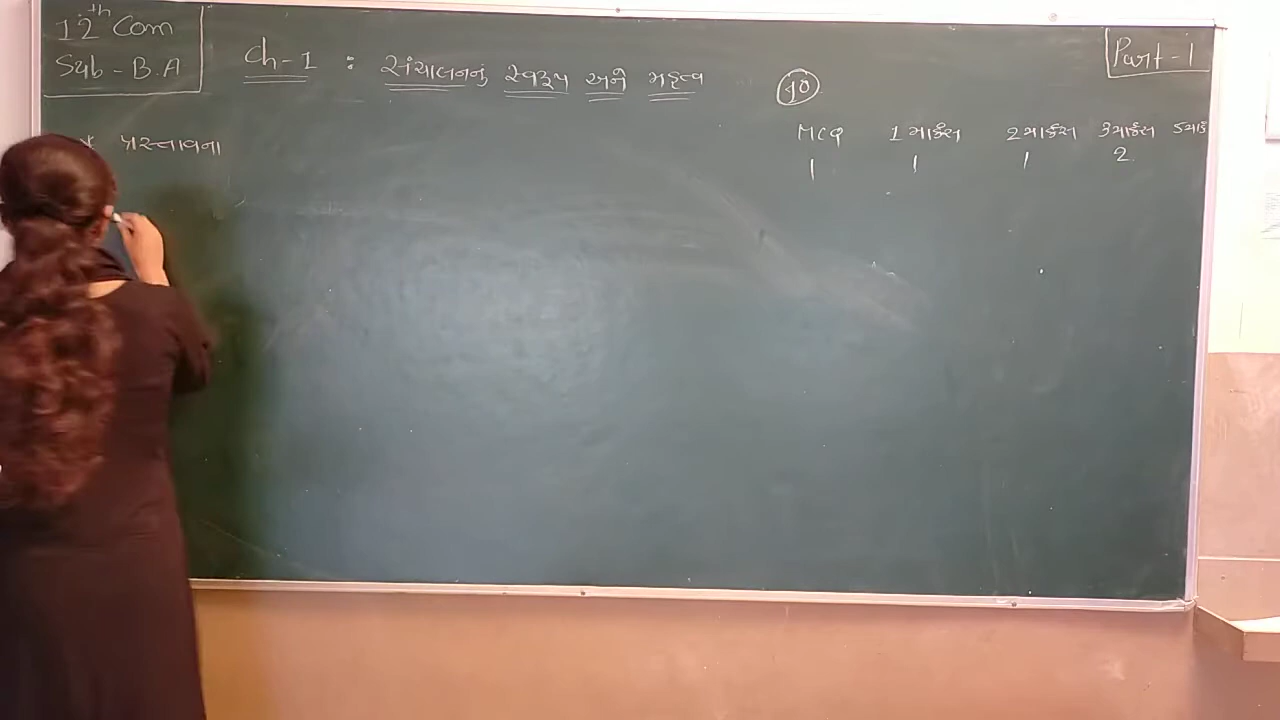 12th Com
Sub - B.A
Ch-1 : સંચાલનનું સ્વરૂપ અને મહત્વ
10
Part-1
* પ્રસ્તાવના
MCQ 1 માર્કસ 2 માર્કસ 3 માર્કસ 5 માર્ક
1 1 1 2